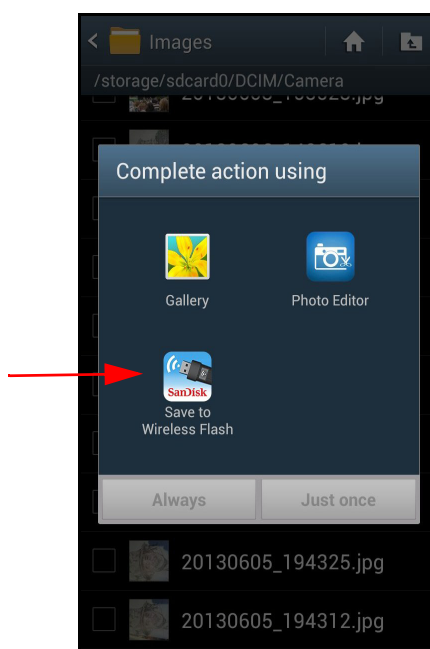 Images
/storage/sdcard0/DCIM/Camera
Complete action using
Gallery
Photo Editor
SanDisk
Save to
Wireless Flash
Always
Just once
20130605_194325.jpg
20130605_194312.jpg